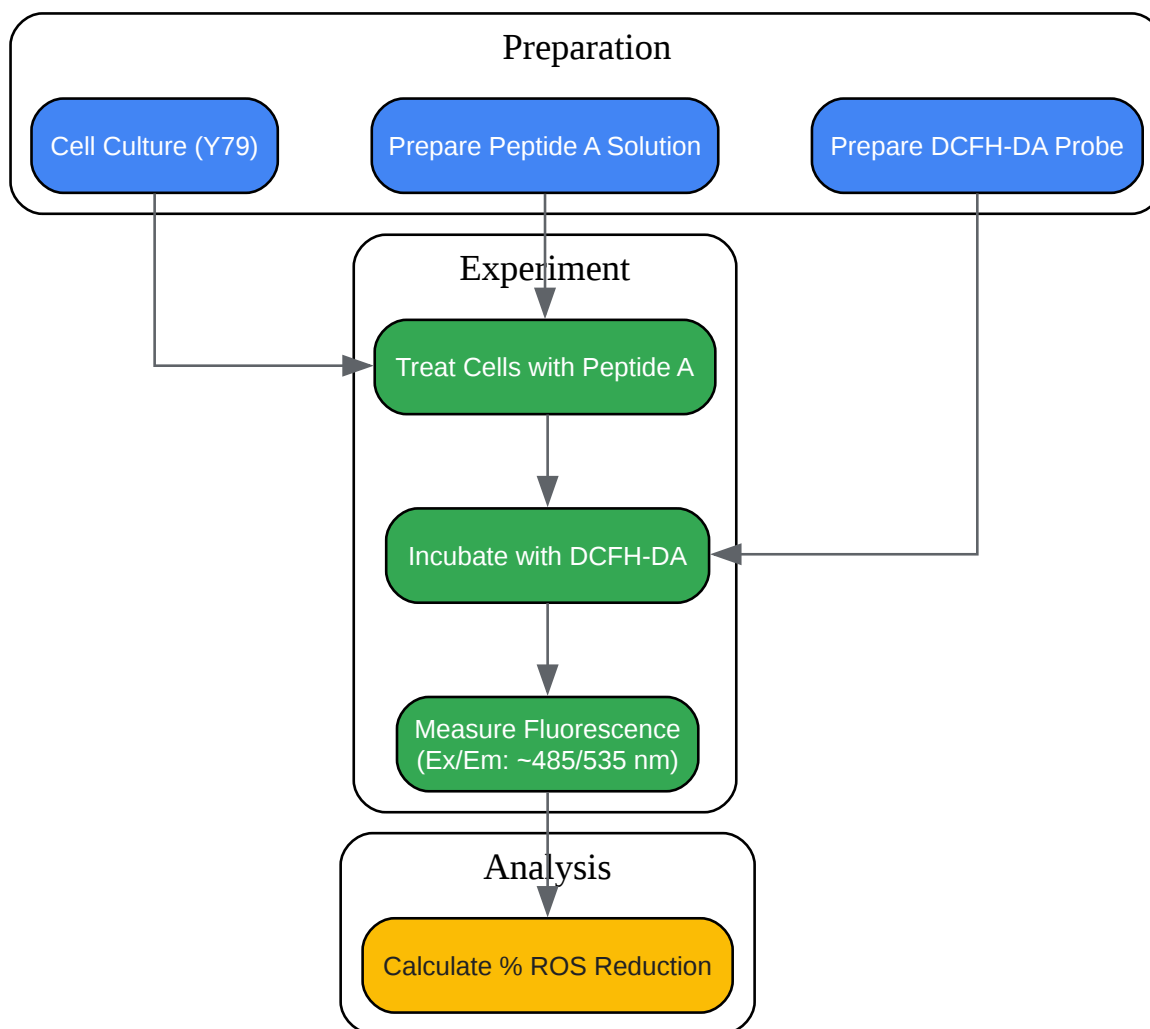 Preparation
Cell Culture (Y79)
Prepare Peptide A Solution
Prepare DCFH-DA Probe
Experiment
Treat Cells with Peptide A
Incubate with DCFH-DA
Measure Fluorescence
(Ex/Em: ~485/535 nm)
Analysis
Calculate % ROS Reduction